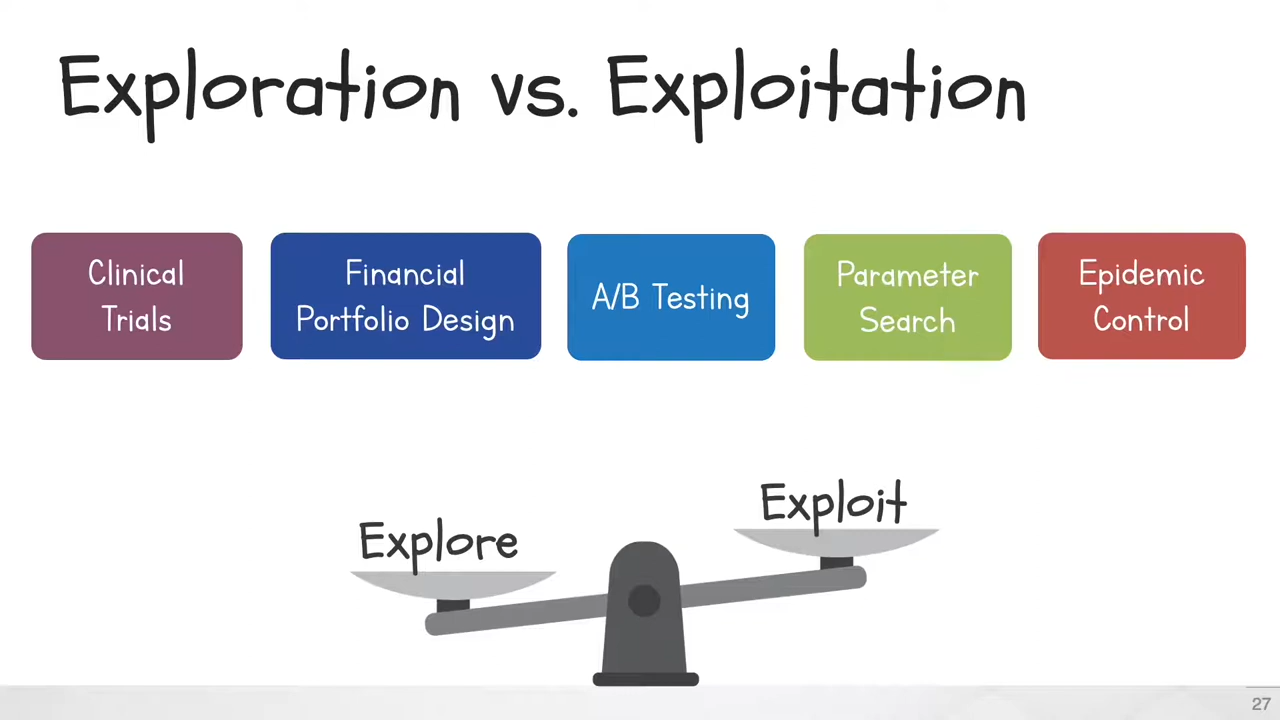 Exploration vs. Exploitation
Clinical
Trials
Financial
Portfolio Design
A/B Testing
Parameter
Search
Epidemic
Control
Explore
Exploit
27